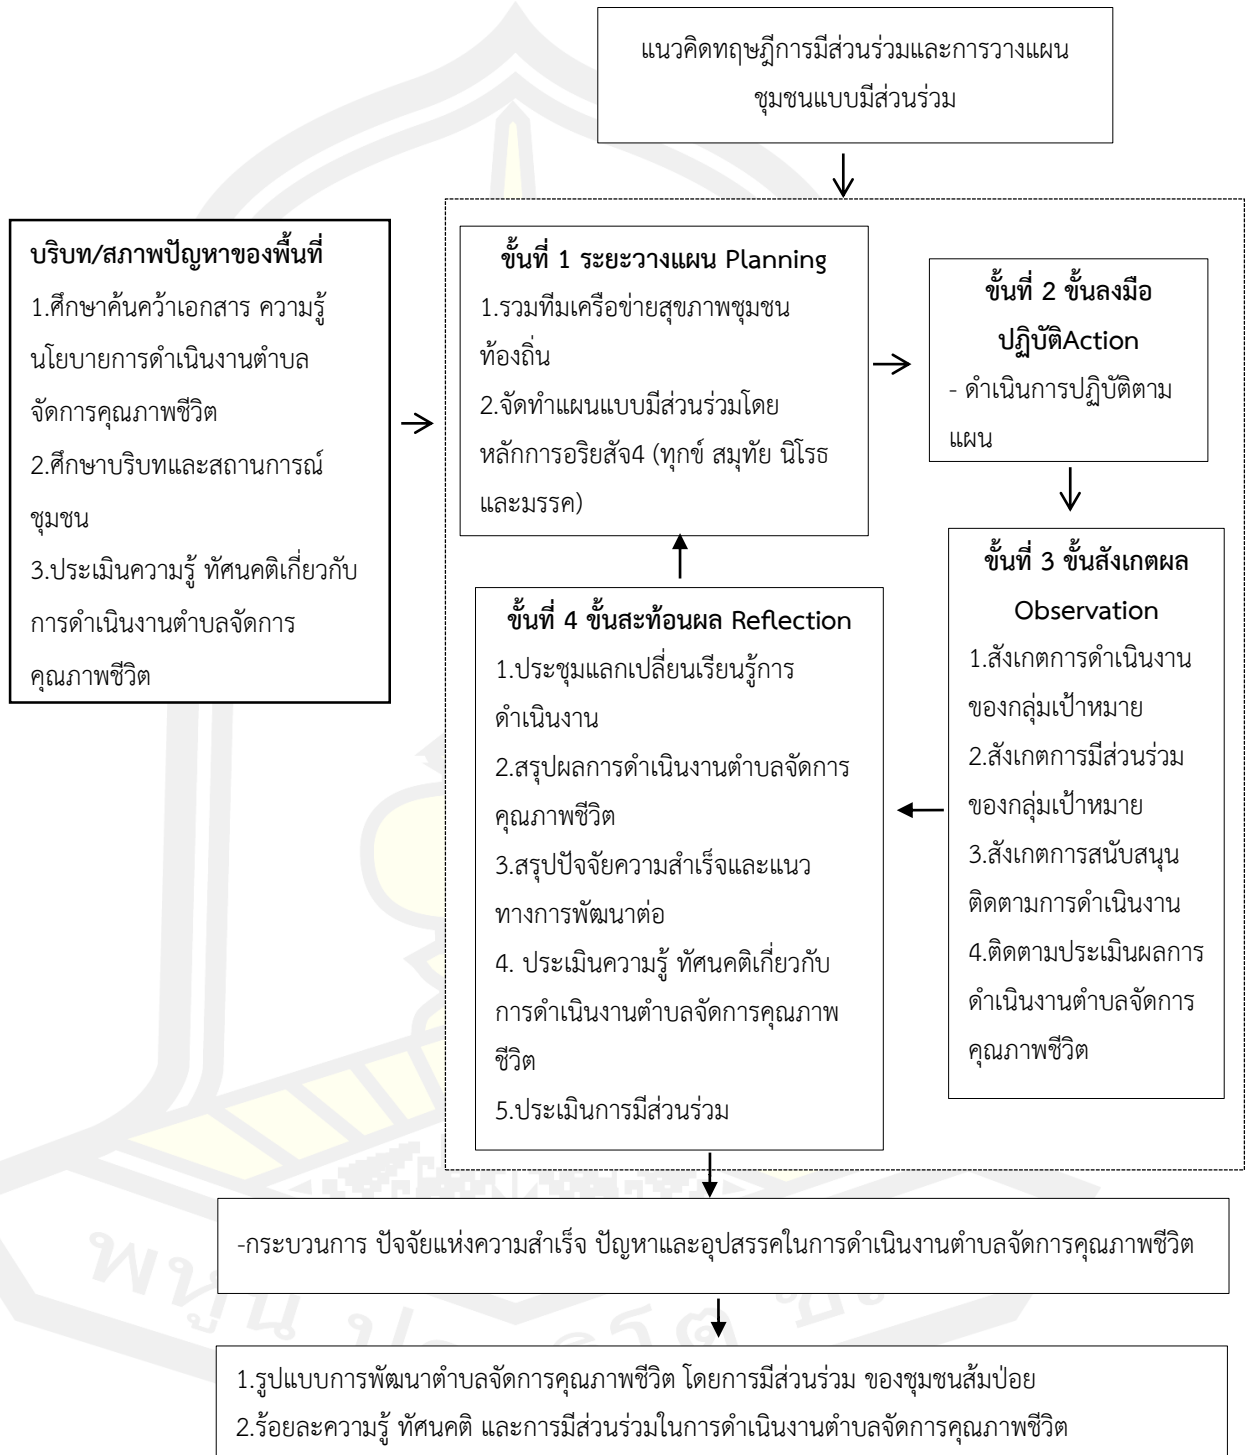 แนวคิดทฤษฎีการมีส่วนร่วมและการวางแผน
ชุมชนแบบมีส่วนร่วม
บริบท/สภาพปัญหาของพื้นที่
1.ศึกษาค้นคว้าเอกสาร ความรู้
นโยบายการดำเนินงานตำบล
จัดการคุณภาพชีวิต
2.ศึกษาบริบทและสถานการณ์
ชุมชน
3.ประเมินความรู้ ทัศนคติเกี่ยวกับ
การดำเนินงานตำบลจัดการ
คุณภาพชีวิต
ขั้นที่ 1 ระยะวางแผน Planning
1.รวมทีมเครือข่ายสุขภาพชุมชน
ท้องถิ่น
2.จัดทำแผนแบบมีส่วนร่วมโดย
หลักการอริยสัจ4 (ทุกข์ สมุทัย นิโรธ
และมรรค)
ขั้นที่ 2 ขั้นลงมือ
ปฏิบัติAction
- ดำเนินการปฏิบัติตาม
แผน
ขั้นที่ 3 ขั้นสังเกตผล
Observation
1.สังเกตการดำเนินงาน
ของกลุ่มเป้าหมาย
2.สังเกตการมีส่วนร่วม
ของกลุ่มเป้าหมาย
3.สังเกตการสนับสนุน
ติดตามการดำเนินงาน
4.ติดตามประเมินผลการ
ดำเนินงานตำบลจัดการ
คุณภาพชีวิต
ขั้นที่ 4 ขั้นสะท้อนผล Reflection
1.ประชุมแลกเปลี่ยนเรียนรู้การ
ดำเนินงาน
2.สรุปผลการดำเนินงานตำบลจัดการ
คุณภาพชีวิต
3.สรุปปัจจัยความสำเร็จและแนว
ทางการพัฒนาต่อ
4. ประเมินความรู้ ทัศนคติเกี่ยวกับ
การดำเนินงานตำบลจัดการคุณภาพ
ชีวิต
5.ประเมินการมีส่วนร่วม
-กระบวนการ ปัจจัยแห่งความสำเร็จ ปัญหาและอุปสรรคในการดำเนินงานตำบลจัดการคุณภาพชีวิต
1.รูปแบบการพัฒนาตำบลจัดการคุณภาพชีวิต โดยการมีส่วนร่วม ของชุมชนส้มป่อย
2.ร้อยละความรู้ ทัศนคติ และการมีส่วนร่วมในการดำเนินงานตำบลจัดการคุณภาพชีวิต